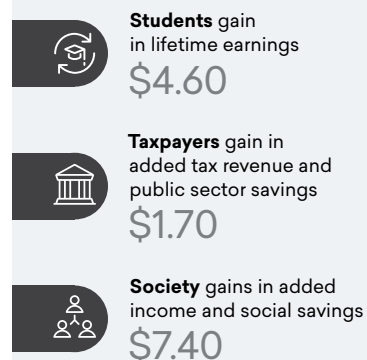 Students gain
in lifetime earnings
$4.60
Taxpayers gain in
added tax revenue and
public sector savings
$1.70
Society gains in added
income and social savings
$7.40